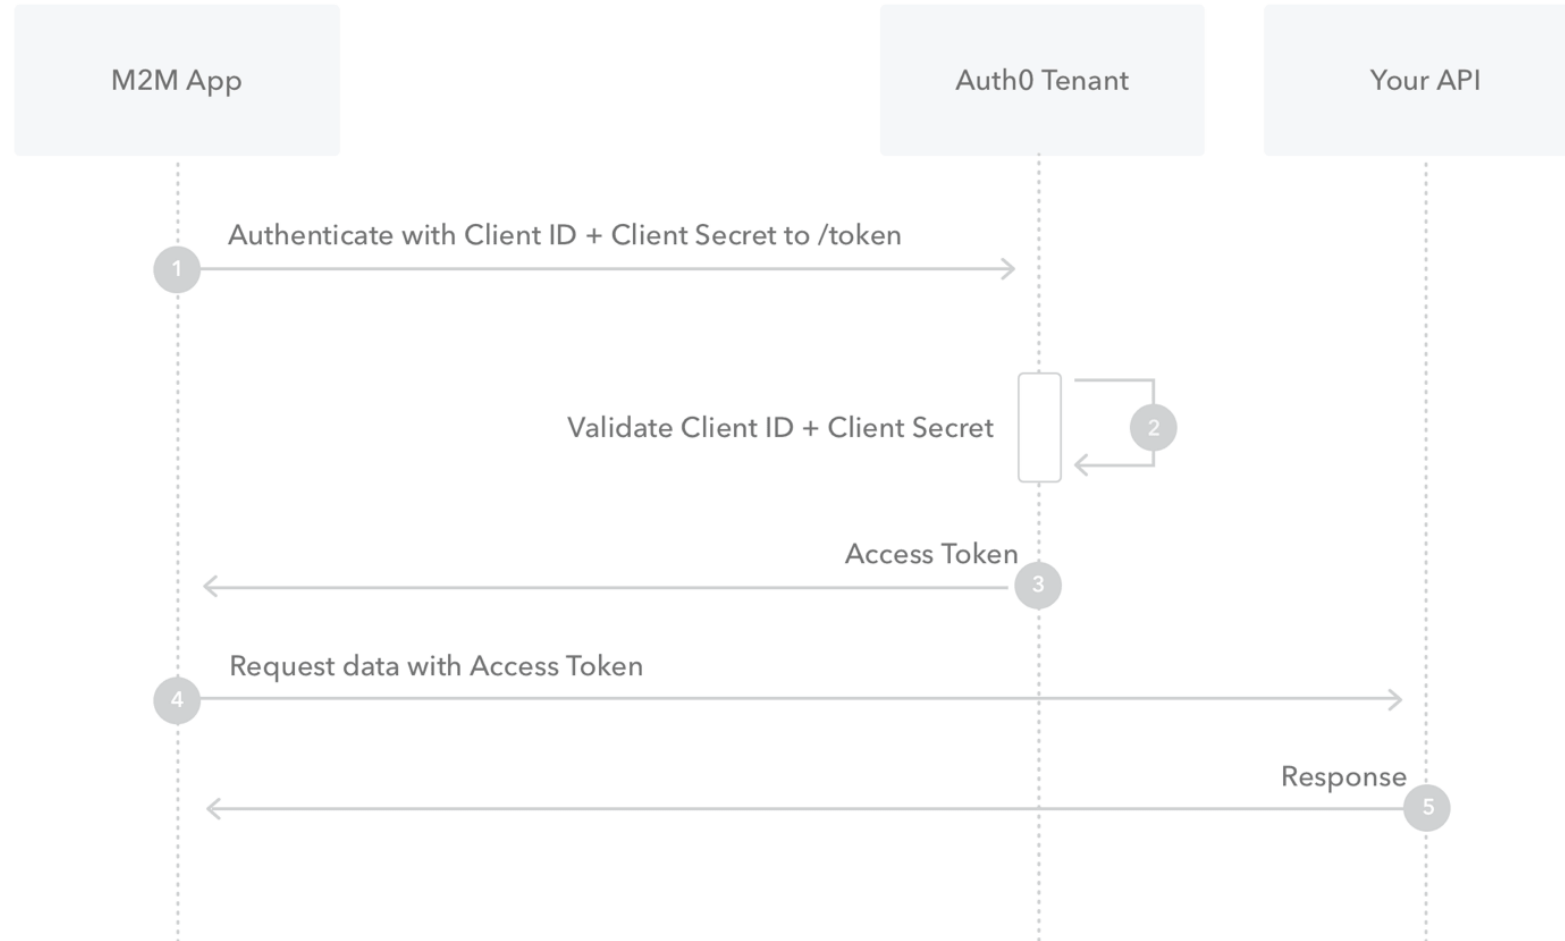 M2M App
Auth0 Tenant
Your API
Authenticate with Client ID + Client Secret to /token
1
Validate Client ID + Client Secret
2
Access Token
3
Request data with Access Token
4
Response
5